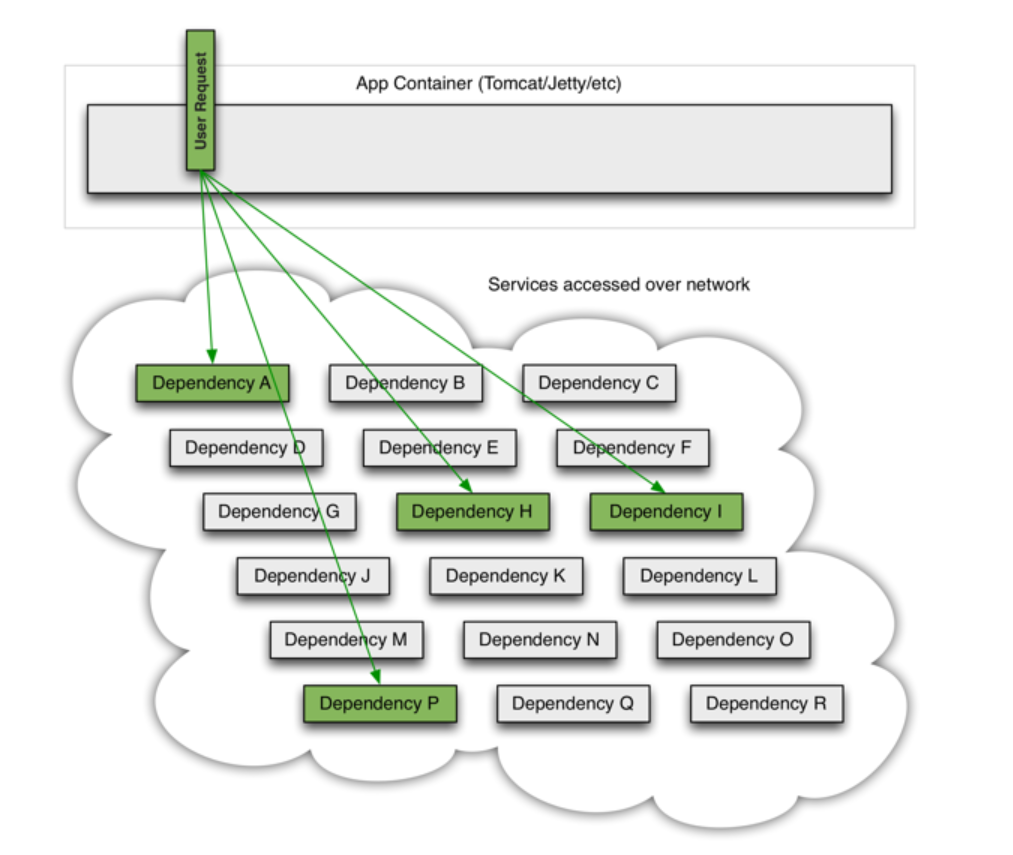 User Request
App Container (Tomcat/Jetty/etc)
Services accessed over network
Dependency A
Dependency B
Dependency C
Dependency D
Dependency E
Dependency F
Dependency G
Dependency H
Dependency I
Dependency J
Dependency K
Dependency L
Dependency M
Dependency N
Dependency O
Dependency P
Dependency Q
Dependency R